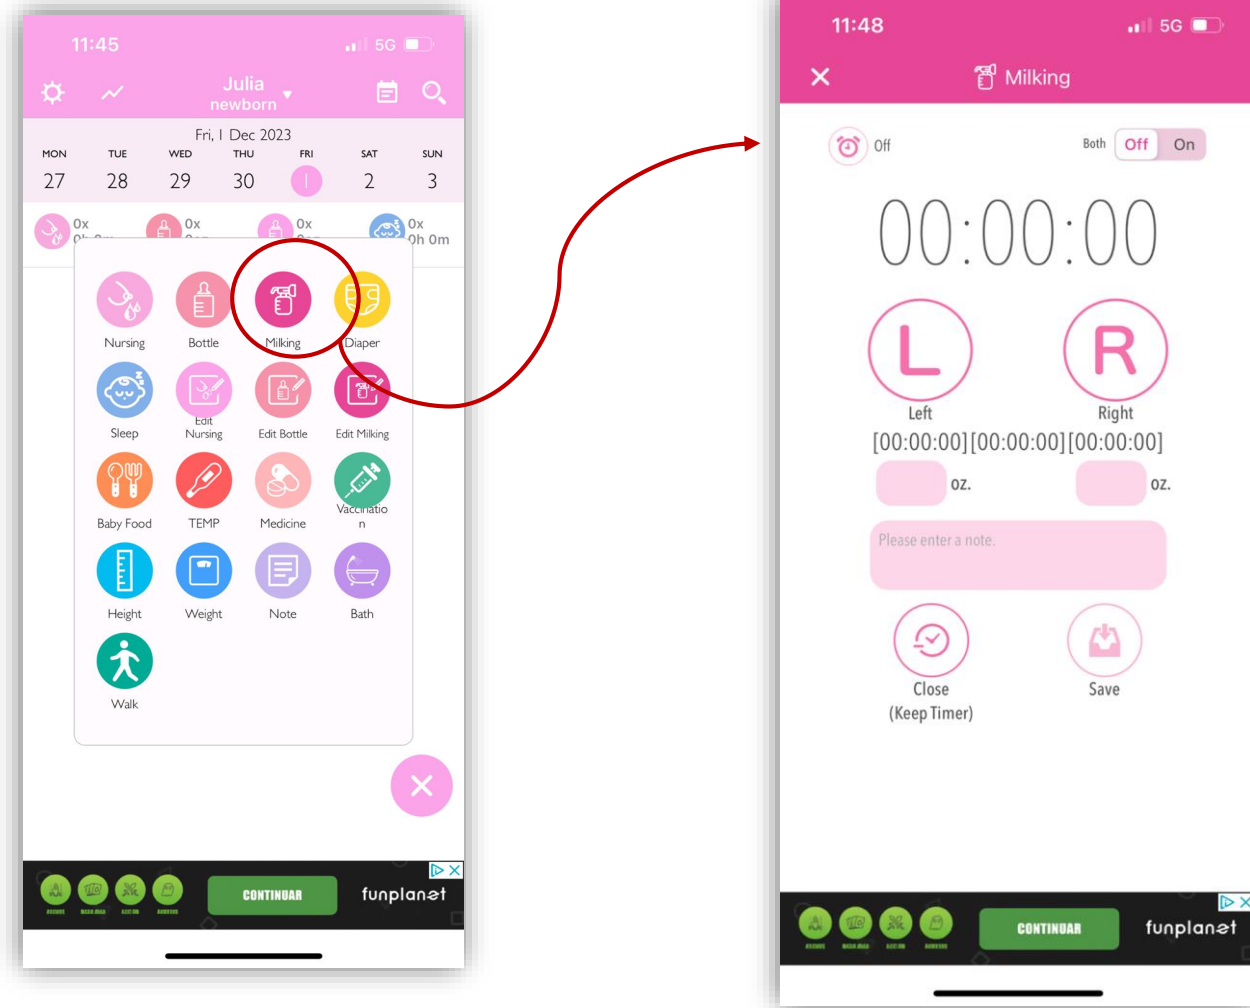 11:45
5G
Julia
newborn
Fri, 1 Dec 2023
MON TUE WED THU FRI SAT SUN
27 28 29 30 1 2 3
0x 0x 0x 0x
0h 0m
Nursing Bottle Milking Diaper
Sleep Edit Nursing Edit Bottle Edit Milking
Baby Food TEMP Medicine Vaccination
Height Weight Note Bath
Walk
CONTINUAR
funplanet
11:48
5G
Milking
Off
Both Off On
00:00:00
L R
Left Right
[00:00:00][00:00:00][00:00:00]
oz. oz.
Please enter a note.
Close
(Keep Timer)
Save
CONTINUAR
funplanet